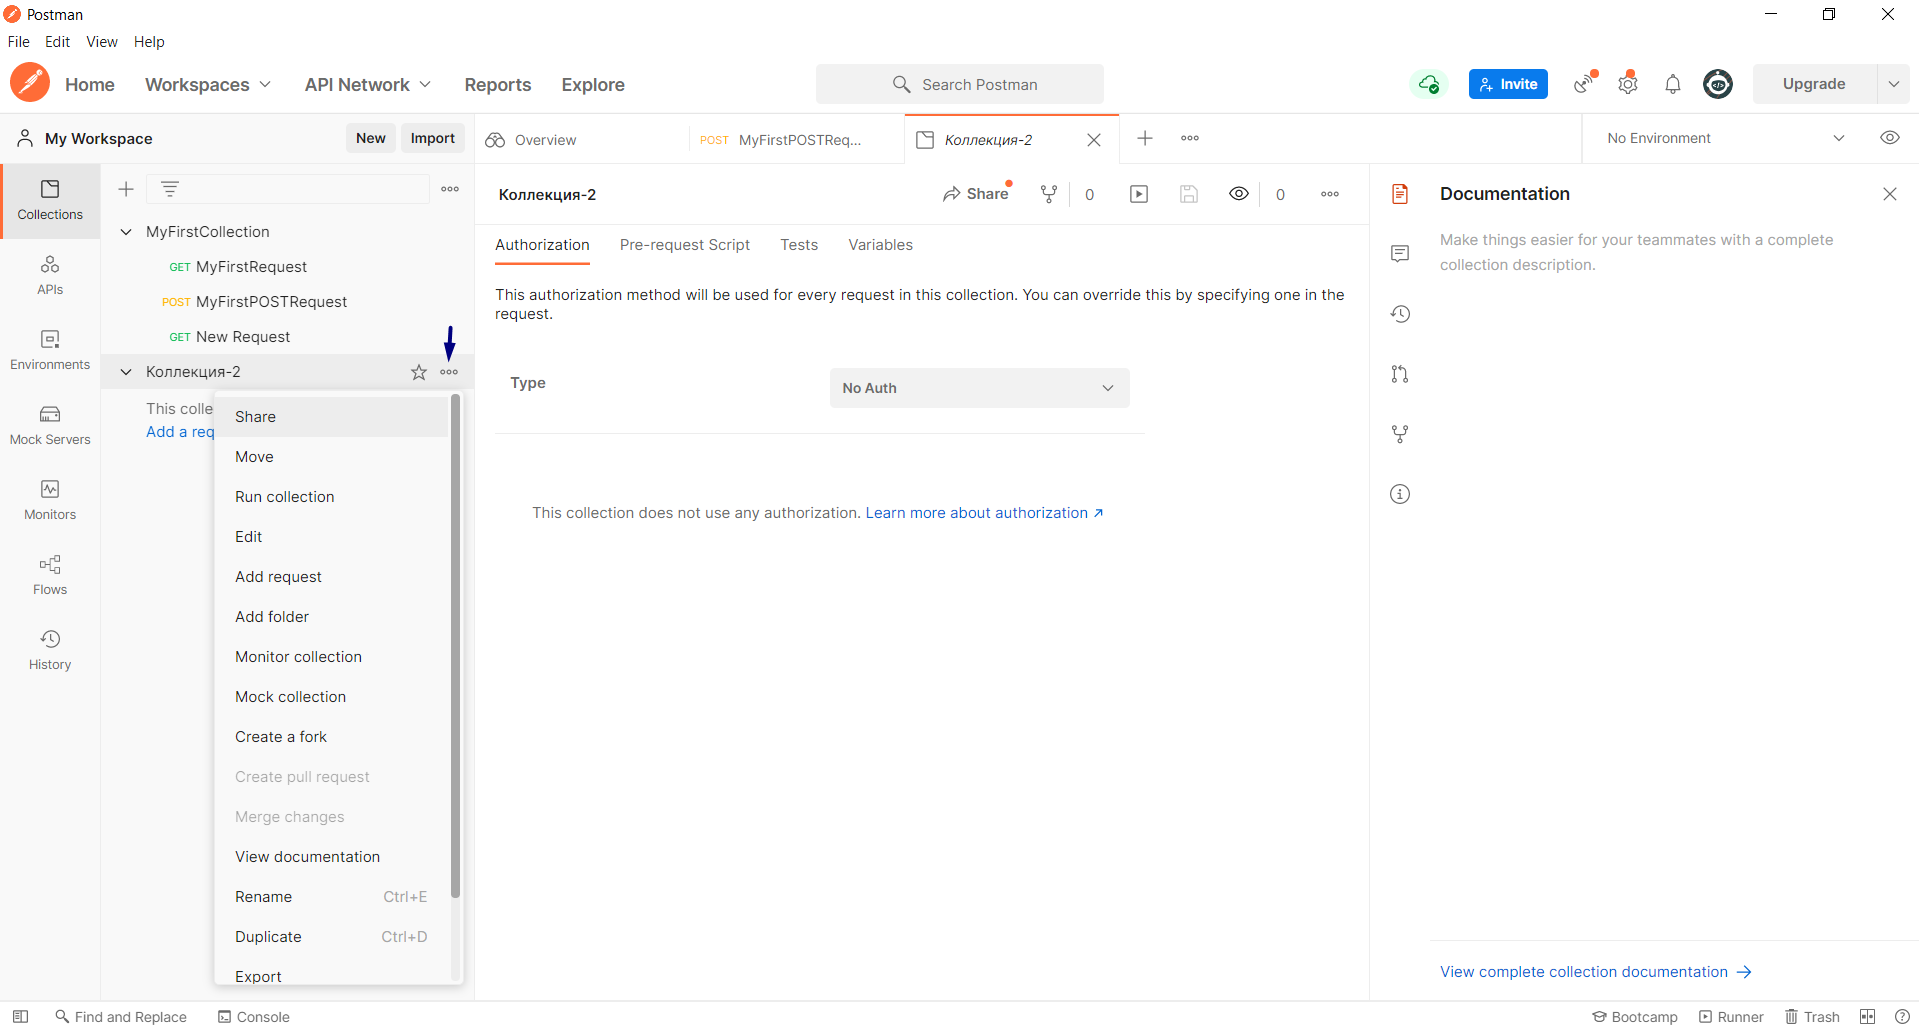 Postman
File Edit View Help
Home Workspaces API Network Reports Explore
Search Postman
Invite
Upgrade
My Workspace
New Import
Overview
POST MyFirstPOSTReq...
Коллекция-2
No Environment
Collections
APIs
Environments
Mock Servers
Monitors
Flows
History
MyFirstCollection
GET MyFirstRequest
POST MyFirstPOSTRequest
GET New Request
Коллекция-2
This colle
Add a req
Share
Move
Run collection
Edit
Add request
Add folder
Monitor collection
Mock collection
Create a fork
Create pull request
Merge changes
View documentation
Rename Ctrl+E
Duplicate Ctrl+D
Export
Коллекция-2
Share
0
0
Authorization Pre-request Script Tests Variables
This authorization method will be used for every request in this collection. You can override this by specifying one in the
request.
Type
No Auth
This collection does not use any authorization. Learn more about authorization
Documentation
Make things easier for your teammates with a complete
collection description.
View complete collection documentation
Find and Replace Console
Bootcamp Runner Trash